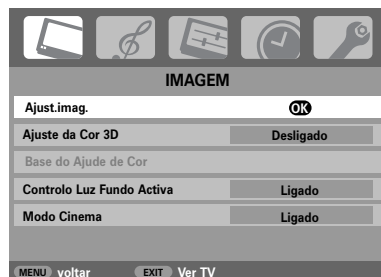 IMAGEM
Ajust.imag. OK
Ajuste da Cor 3D Desligado
Base do Ajude de Cor
Controlo Luz Fundo Activa Ligado
Modo Cinema Ligado
MENU voltar EXIT Ver TV